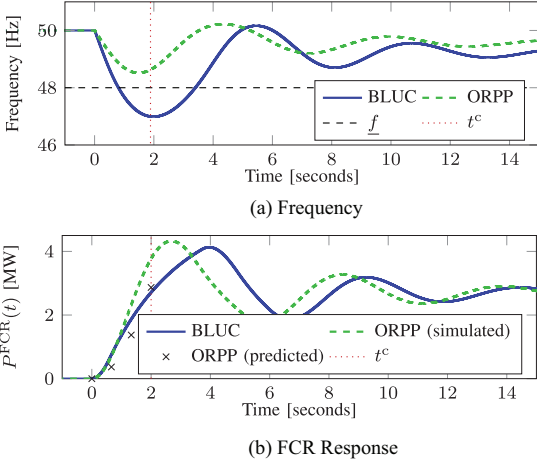 Frequency [Hz]
50
48
46
BLUC
ORPP
f
t^c
0 2 4 6 8 10 12 14
Time [seconds]
(a) Frequency
P^FCR(t) [MW]
4
2
0
BLUC
ORPP (simulated)
ORPP (predicted)
t^c
0 2 4 6 8 10 12 14
Time [seconds]
(b) FCR Response